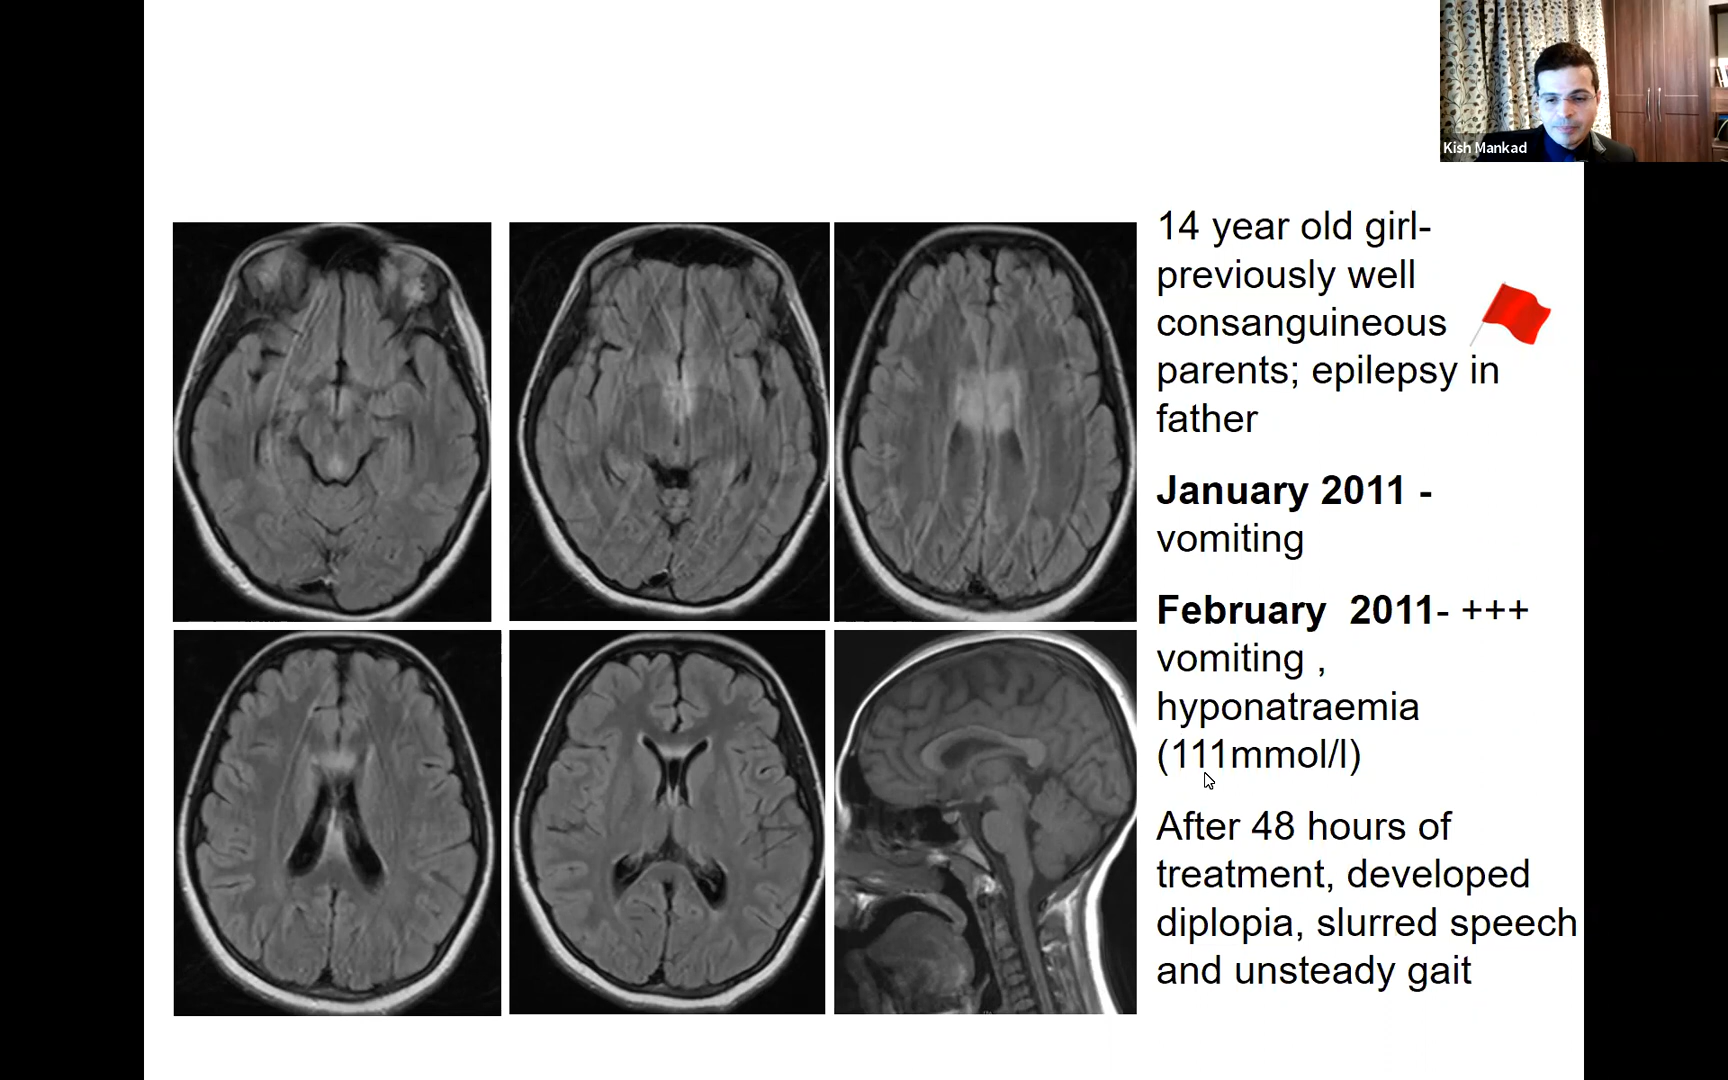 Kish Mankad
14 year old girl-
previously well
consanguineous
parents; epilepsy in
father
January 2011 -
vomiting
February 2011- +++
vomiting ,
hyponatraemia
(111mmol/l)
After 48 hours of
treatment, developed
diplopia, slurred speech
and unsteady gait